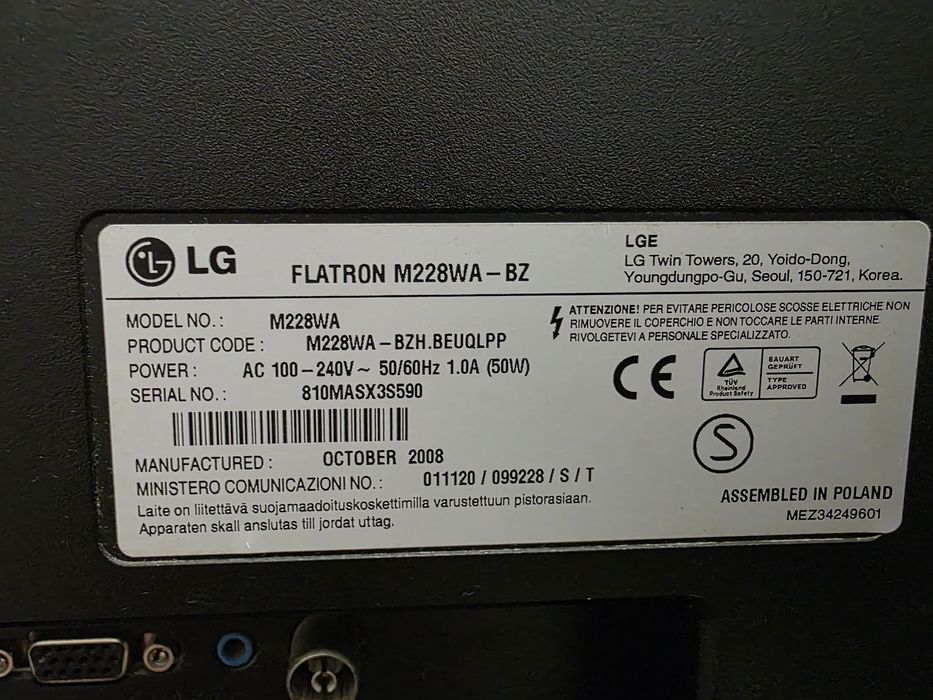 LG
FLATRON M228WA-BZ
LGE
LG Twin Towers, 20, Yoido-Dong,
Youngdungpo-Gu, Seoul, 150-721, Korea.
MODEL NO.: M228WA
PRODUCT CODE: M228WA-BZH.BEUQLPP
POWER: AC 100-240V~ 50/60Hz 1.0A (50W)
SERIAL NO.: 810MASX3S590
MANUFACTURED: OCTOBER 2008
MINISTERO COMUNICAZIONI NO.: 011120 / 099228 / S / T
Laite on liitettävä suojamaadoituskoskettimilla varustettuun pistorasiaan.
Apparaten skall anslutas till jordat uttag.
ATTENZIONE! PER EVITARE PERICOLOSE SCOSSE ELETTRICHE NON
RIMUOVERE IL COPERCHIO E NON TOCCARE LE PARTI INTERNE.
RIVOLGETEVI A PERSONALE SPECIALIZZATO.
CE
TÜV
Rheinland
Product Safety
BAUART
GEPRÜFT
TYPE
APPROVED
S
ASSEMBLED IN POLAND
MEZ34249601